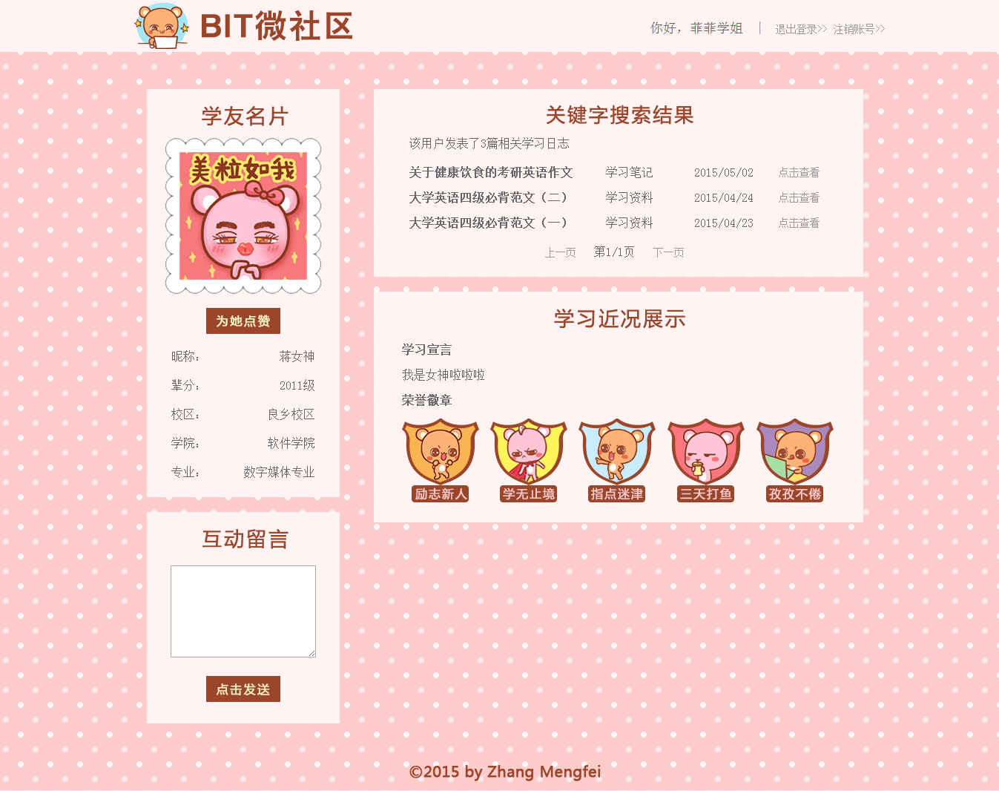 BIT微社区
你好，菲菲学姐 | 退出登录>> 注销账号>>
学友名片
美粒如我
为她点赞
昵称： 蒋女神
辈分： 2011级
校区： 良乡校区
学院： 软件学院
专业： 数字媒体专业
互动留言
点击发送
关键字搜索结果
该用户发表了3篇相关学习日志
关于健康饮食的考研英语作文 学习笔记 2015/05/02 点击查看
大学英语四级必背范文（二） 学习资料 2015/04/24 点击查看
大学英语四级必背范文（一） 学习资料 2015/04/23 点击查看
上一页 第1/1页 下一页
学习近况展示
学习宣言
我是女神啦啦啦
荣誉徽章
励志新人 学无止境 指点迷津 三天打鱼 孜孜不倦
©2015 by Zhang Mengfei